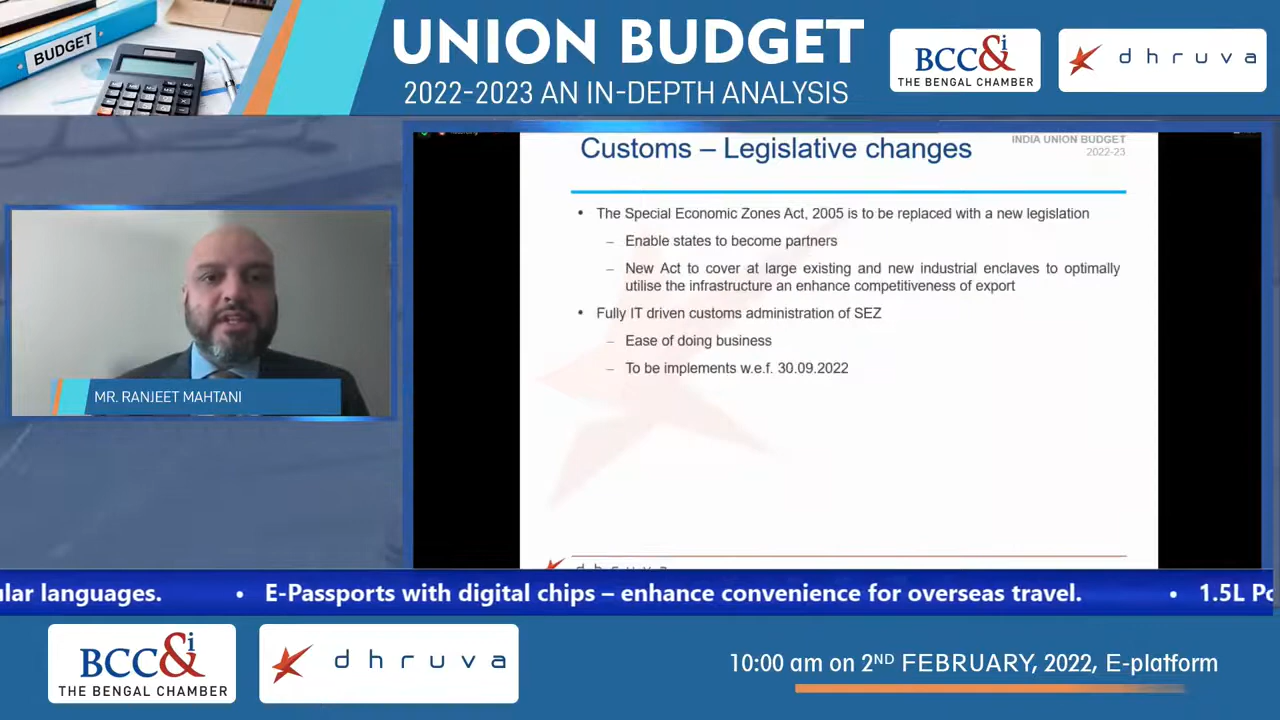 BUDGET
UNION BUDGET
2022-2023 AN IN-DEPTH ANALYSIS
BCC&i
THE BENGAL CHAMBER
dhruva
Customs – Legislative changes
INDIA UNION BUDGET
2022-23
• The Special Economic Zones Act, 2005 is to be replaced with a new legislation
– Enable states to become partners
– New Act to cover at large existing and new industrial enclaves to optimally
utilise the infrastructure an enhance competitiveness of export
• Fully IT driven customs administration of SEZ
– Ease of doing business
– To be implements w.e.f. 30.09.2022
MR. RANJEET MAHTANI
dhruva
lar languages. • E-Passports with digital chips – enhance convenience for overseas travel. • 1.5L
BCC&i
THE BENGAL CHAMBER
dhruva
10:00 am on 2ND FEBRUARY, 2022, E-platform